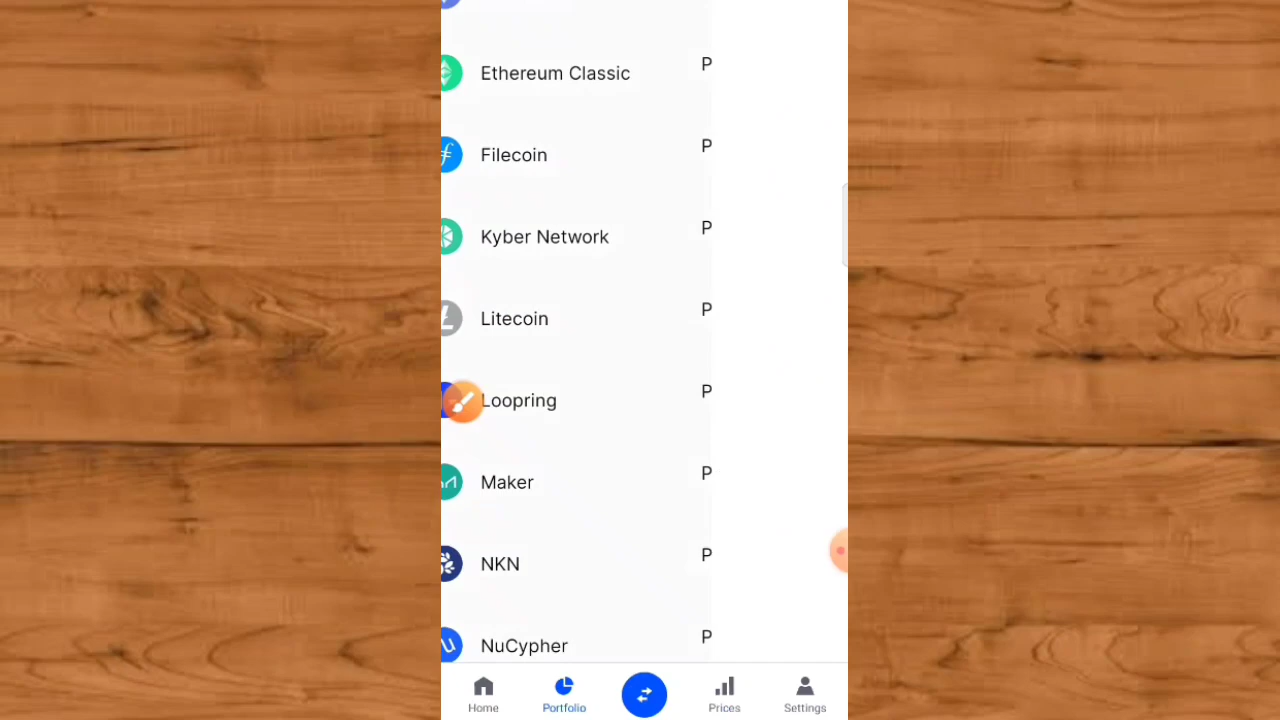 Ethereum Classic P
Filecoin P
Kyber Network P
Litecoin P
Loopring P
Maker P
NKN P
NuCypher P
Home Portfolio Prices Settings